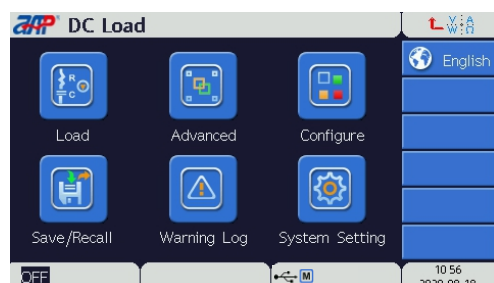 DC Load
V A
W Ω
English
R
C
Load
Advanced
Configure
Save/Recall
Warning Log
System Setting
OFF
M
10 56